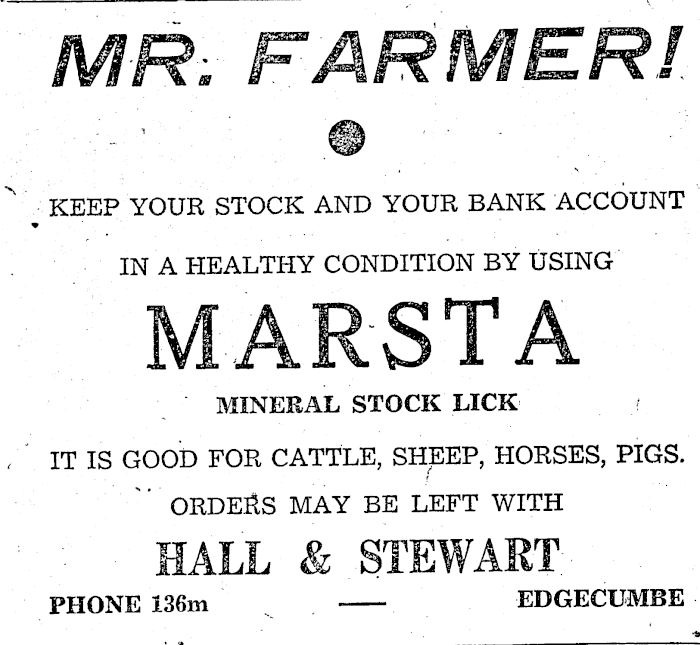 MR. FARMER!
KEEP YOUR STOCK AND YOUR BANK ACCOUNT
IN A HEALTHY CONDITION BY USING
MARSTA
MINERAL STOCK LICK
IT IS GOOD FOR CATTLE, SHEEP, HORSES, PIGS.
ORDERS MAY BE LEFT WITH
HALL & STEWART
PHONE 136m — EDGECUMBE